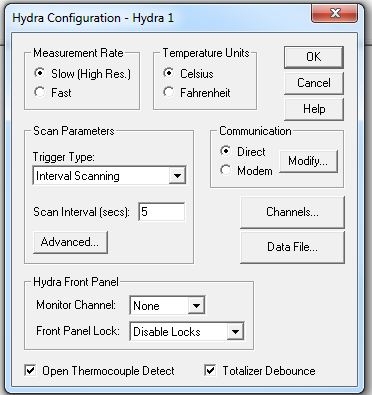 Hydra Configuration - Hydra 1
Measurement Rate
Slow (High Res.)
Fast
Temperature Units
Celsius
Fahrenheit
OK
Cancel
Help
Scan Parameters
Trigger Type:
Interval Scanning
Scan Interval (secs): 5
Advanced...
Communication
Direct
Modem
Modify...
Channels...
Data File...
Hydra Front Panel
Monitor Channel: None
Front Panel Lock: Disable Locks
Open Thermocouple Detect
Totalizer Debounce